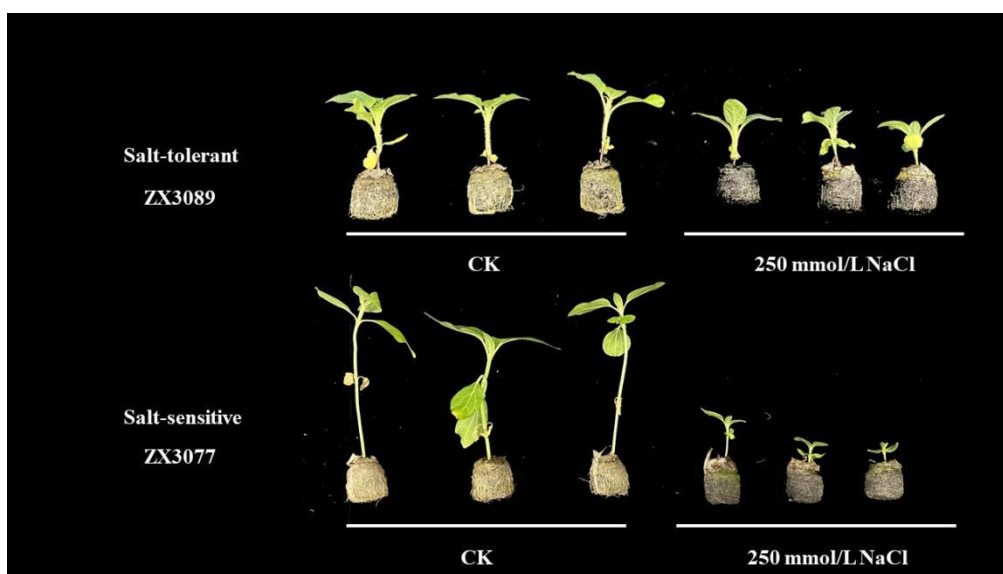 Salt-tolerant
ZX3089
CK
250 mmol/L NaCl
Salt-sensitive
ZX3077
CK
250 mmol/L NaCl